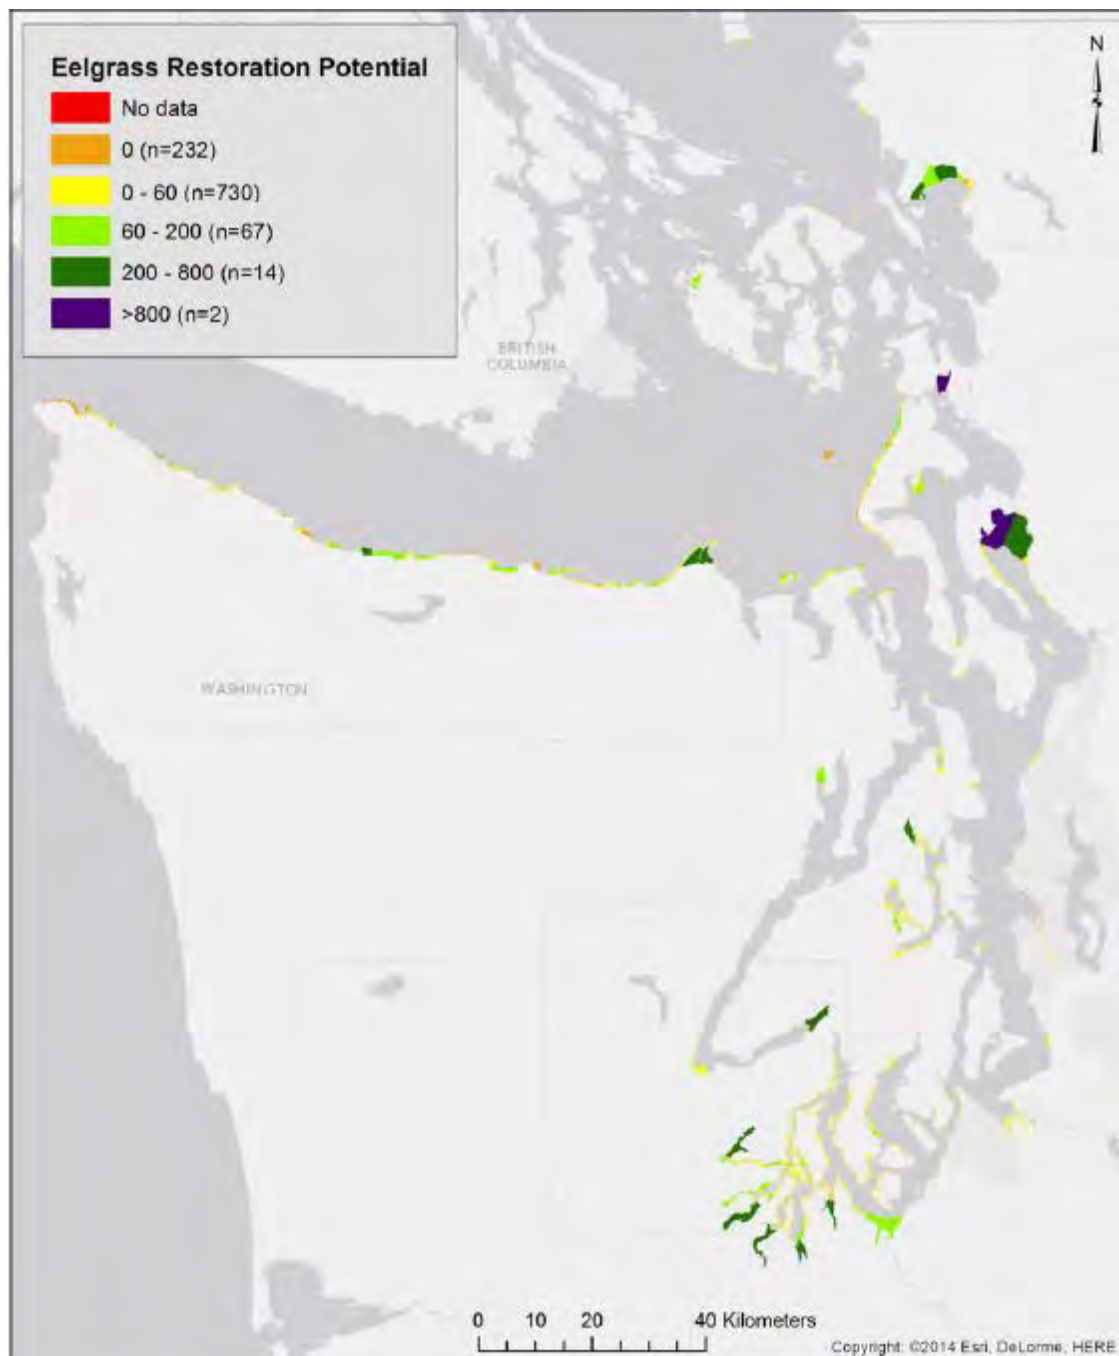 N
Eelgrass Restoration Potential
No data
0 (n=232)
0 - 60 (n=730)
60 - 200 (n=67)
200 - 800 (n=14)
>800 (n=2)
BRITISH
COLUMBIA
WASHINGTON
0 10 20 40 Kilometers
Copyright: ©2014 Esri, DeLorme, HERE